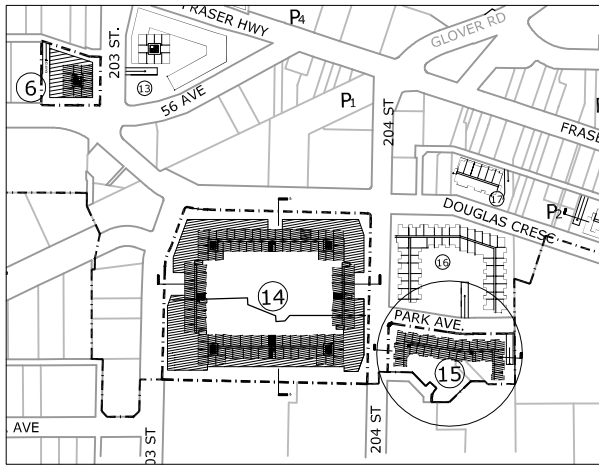 FRASER HWY
P4
GLOVER RD
203 ST.
6
13
56 AVE
P1
204 ST
FRASE
P
17
P2
DOUGLAS CRESC
16
14
PARK AVE.
15
. AVE
03 ST
204 ST